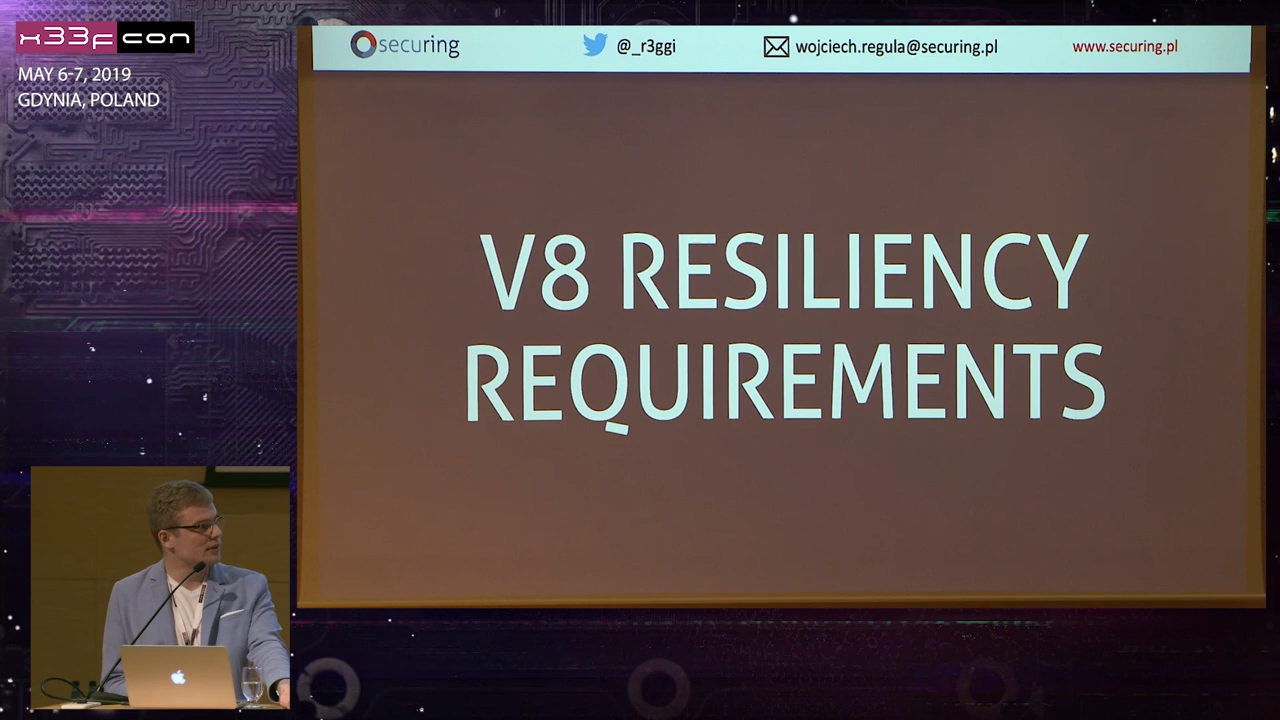 x33fcon
MAY 6-7, 2019
GDYNIA, POLAND
securing
@_r3ggi
wojciech.regula@securing.pl
www.securing.pl
V8 RESILIENCY
REQUIREMENTS